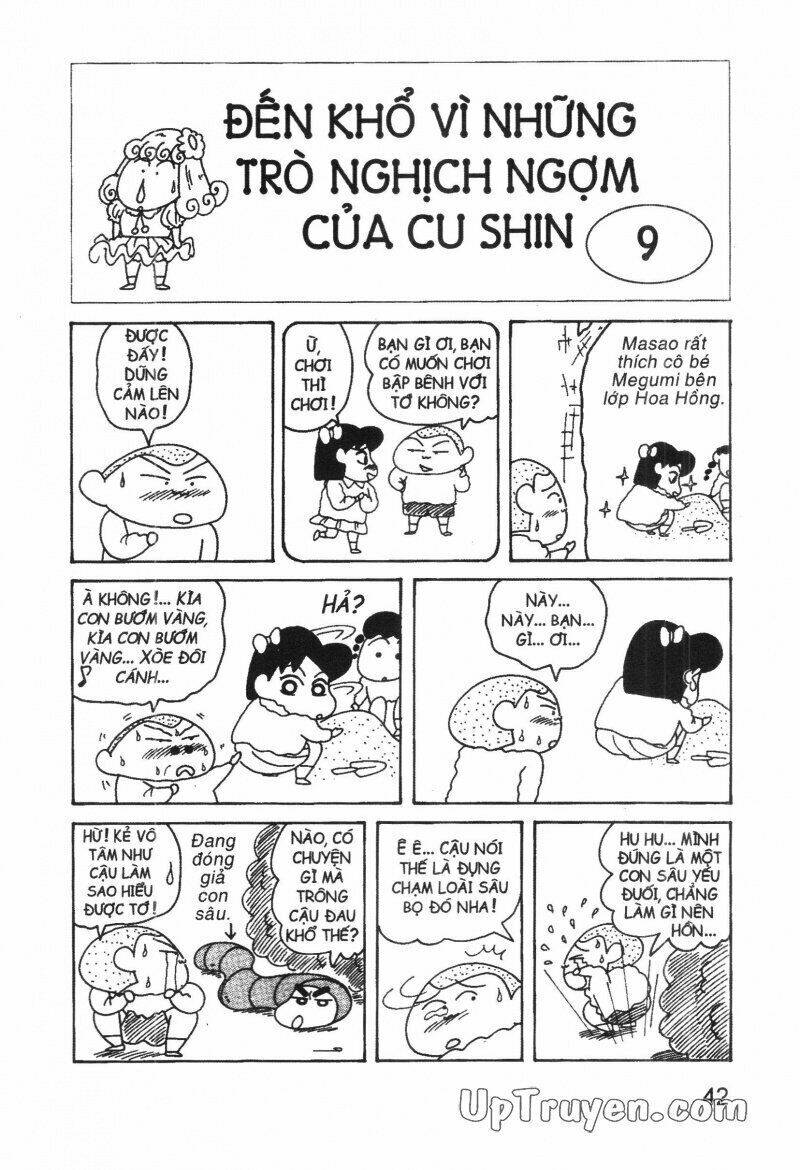 ĐẾN KHỔ VÌ NHỮNG
TRÒ NGHỊCH NGỢM
CỦA CU SHIN
9
Masao rất
thích cô bé
Megumi bên
lớp Hoa Hồng.
BẠN GÌ ƠI, BẠN
CÓ MUỐN CHƠI
BẬP BÊNH VỚI
TỚ KHÔNG?
Ừ,
CHƠI
THÌ
CHƠI!
ĐƯỢC
ĐẤY!
DŨNG
CẢM LÊN
NÀO!
NÀY...
NÀY... BẠN...
GÌ... ƠI...
HẢ?
À KHÔNG!... KÌA
CON BƯỚM VÀNG,
KÌA CON BƯỚM
VÀNG... XÒE ĐÔI
CÁNH...
HU HU... MÌNH
ĐÚNG LÀ MỘT
CON SÂU YẾU
ĐUỐI, CHẲNG
LÀM GÌ NÊN
HỒN...
Ê Ê... CẬU NÓI
THẾ LÀ ĐỤNG
CHẠM LOÀI SÂU
BỌ ĐÓ NHA!
NÀO, CÓ
CHUYỆN
GÌ MÀ
TRÔNG
CẬU ĐAU
KHỔ THẾ?
Đang
đóng
giả
con
sâu.
HỪ! KẺ VÔ
TÂM NHƯ
CẬU LÀM
SAO HIỂU
ĐƯỢC TỚ!
42
UpTruyen.com